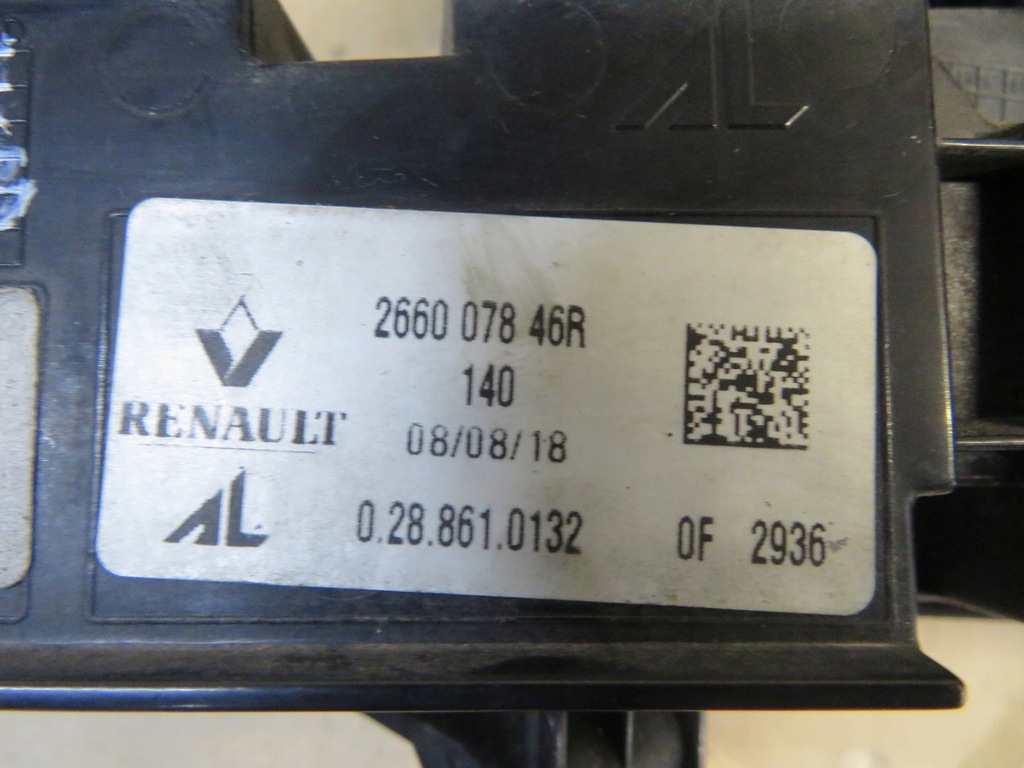 AL
2660 078 46R
140
RENAULT
08/08/18
AL
0.28.861.0132
0F 2936